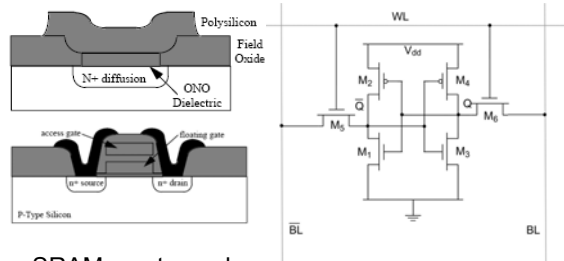 Polysilicon
Field
Oxide
N+ diffusion
ONO
Dielectric
access gate
floating gate
n+ source
n+ drain
P-Type Silicon
WL
Vdd
M2
M4
Q
Q
M5
M6
M1
M3
BL
BL